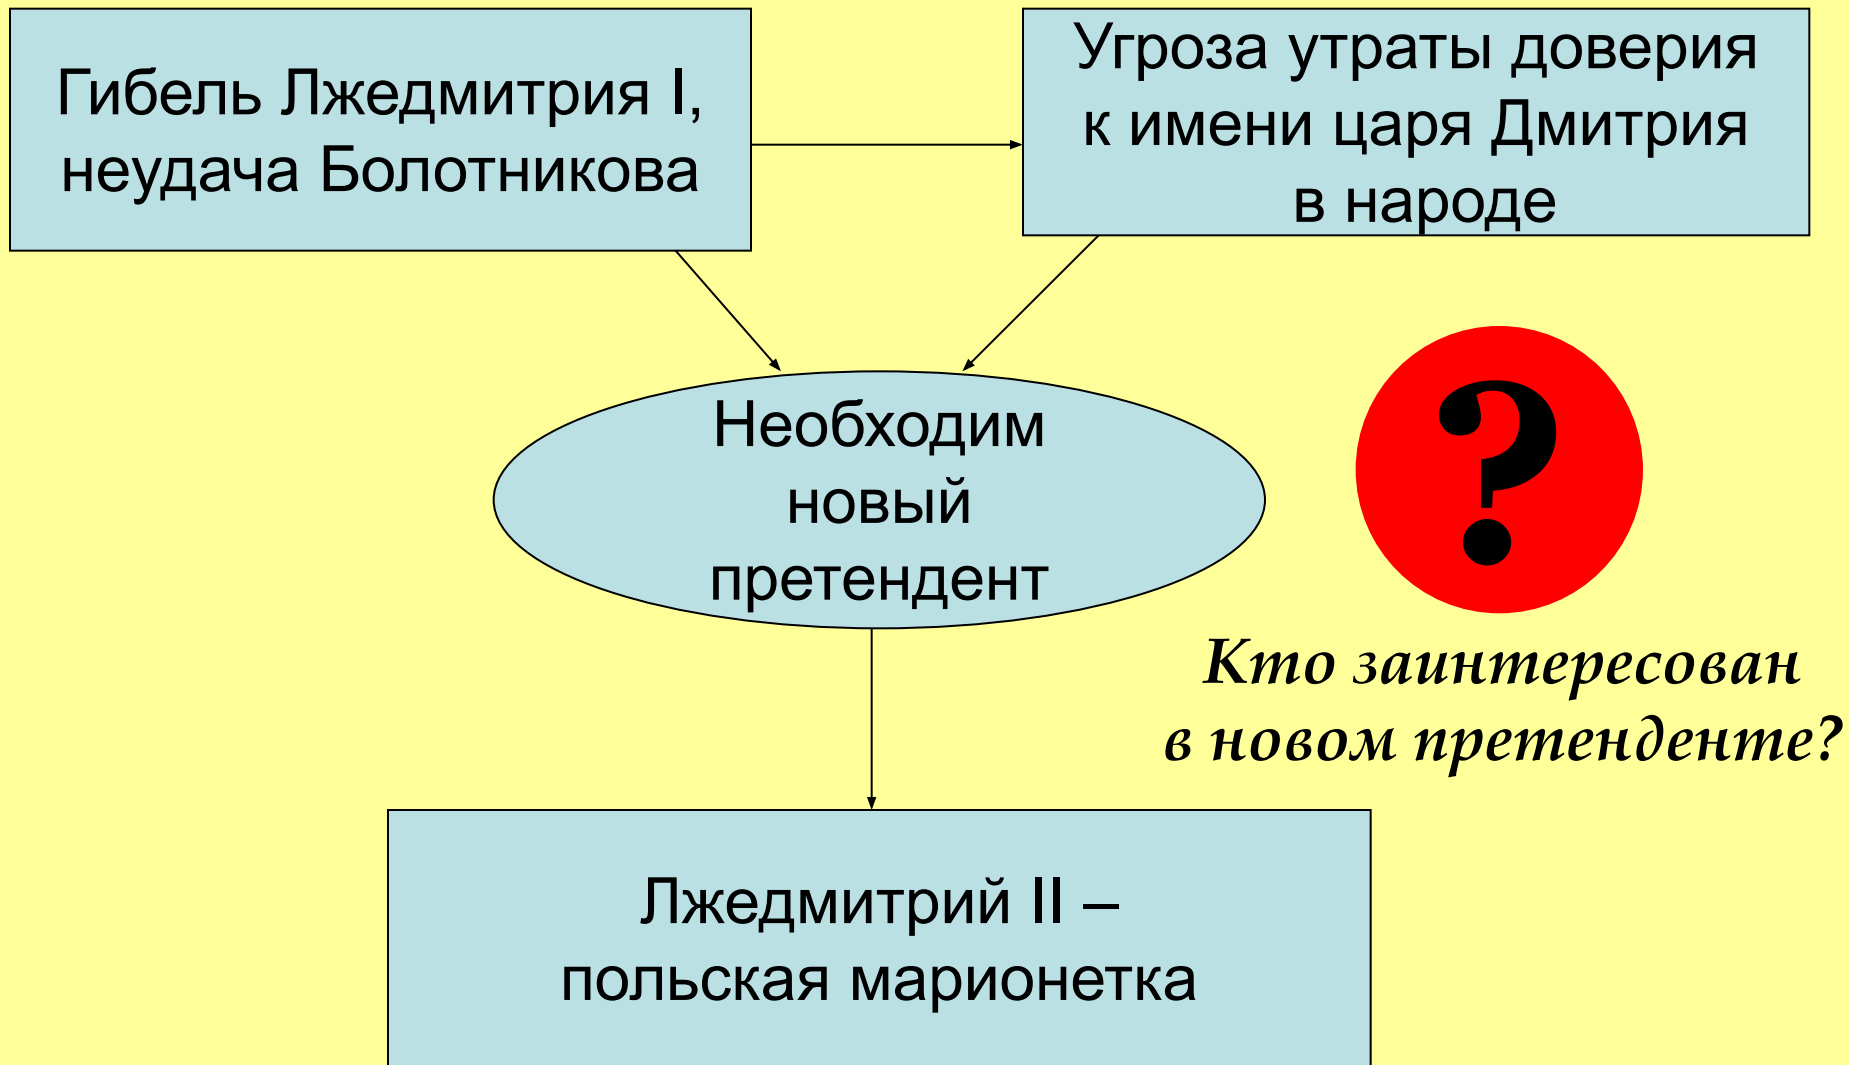 Гибель Лжедмитрия I,
неудача Болотникова
Угроза утраты доверия
к имени царя Дмитрия
в народе
Необходим
новый
претендент
?
Кто заинтересован
в новом претенденте?
Лжедмитрий II –
польская марионетка